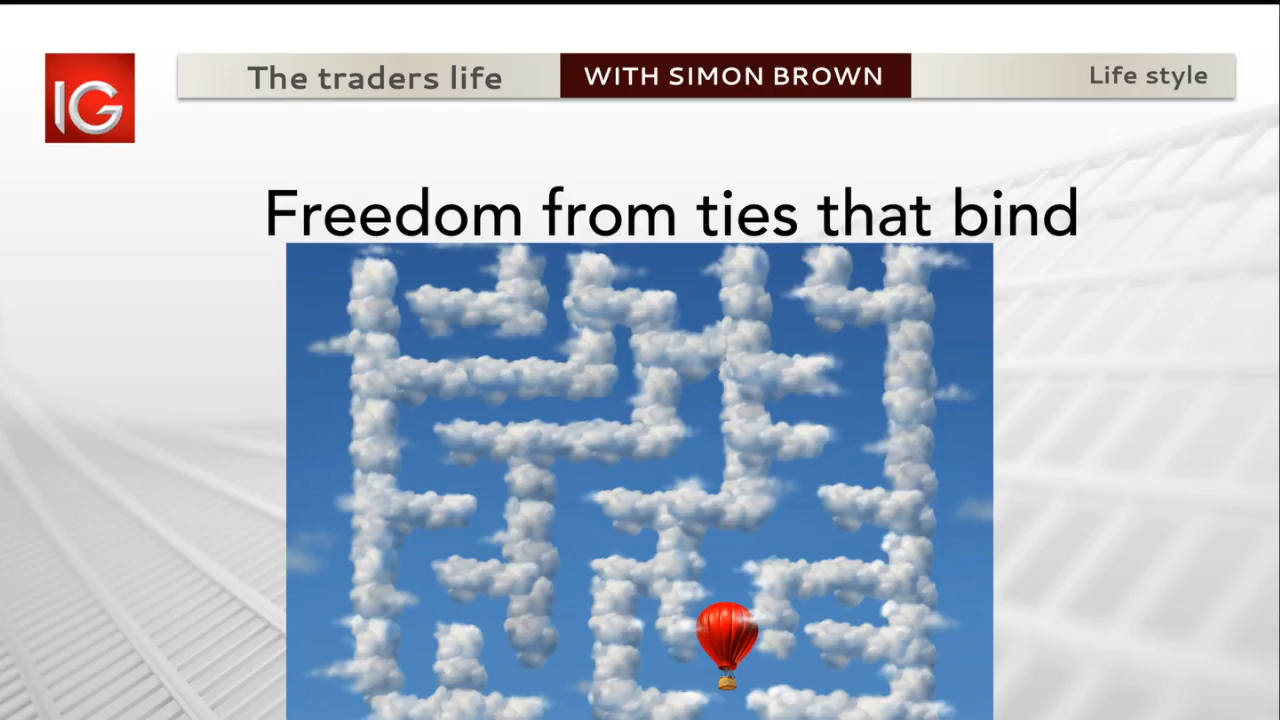 IG
The traders life
WITH SIMON BROWN
Life style
Freedom from ties that bind